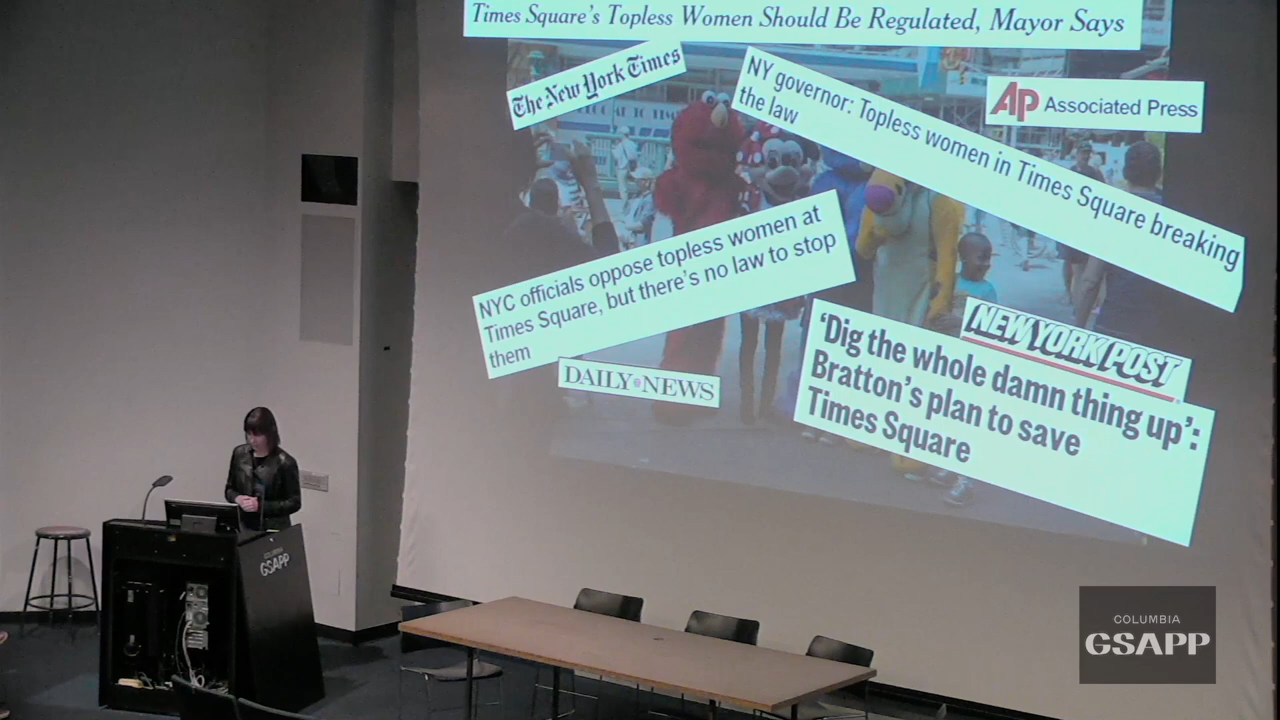 Times Square's Topless Women Should Be Regulated, Mayor Says
The New York Times
NY governor: Topless women in Times Square breaking
the law
AP Associated Press
NYC officials oppose topless women at
Times Square, but there's no law to stop
them
DAILY NEWS
NEW YORK POST
'Dig the whole damn thing up':
Bratton's plan to save
Times Square
COLUMBIA
GSAPP
COLUMBIA
GSAPP